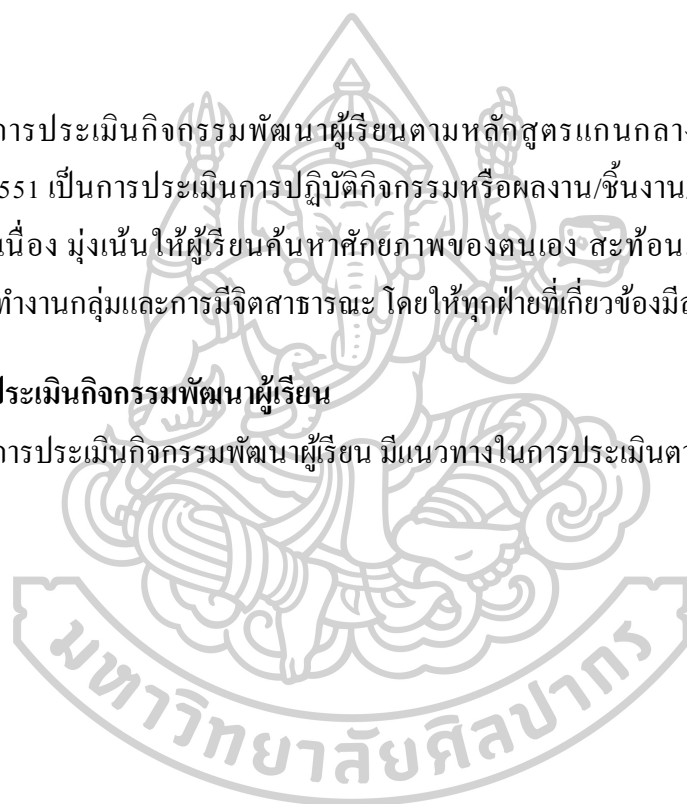 การประเมินกิจกรรมพัฒนาผู้เรียนตามหลักสูตรแกนกลาง
551 เป็นการประเมินการปฏิบัติกิจกรรมหรือผลงาน/ชิ้นงาน
นื่อง มุ่งเน้นให้ผู้เรียนค้นหาศักยภาพของตนเอง สะท้อน
ทำงานกลุ่มและการมีจิตสาธารณะ โดยให้ทุกฝ่ายที่เกี่ยวข้องมีส
ประเมินกิจกรรมพัฒนาผู้เรียน
การประเมินกิจกรรมพัฒนาผู้เรียน มีแนวทางในการประเมินตา
มหาวิทยาลัยศิลปากร